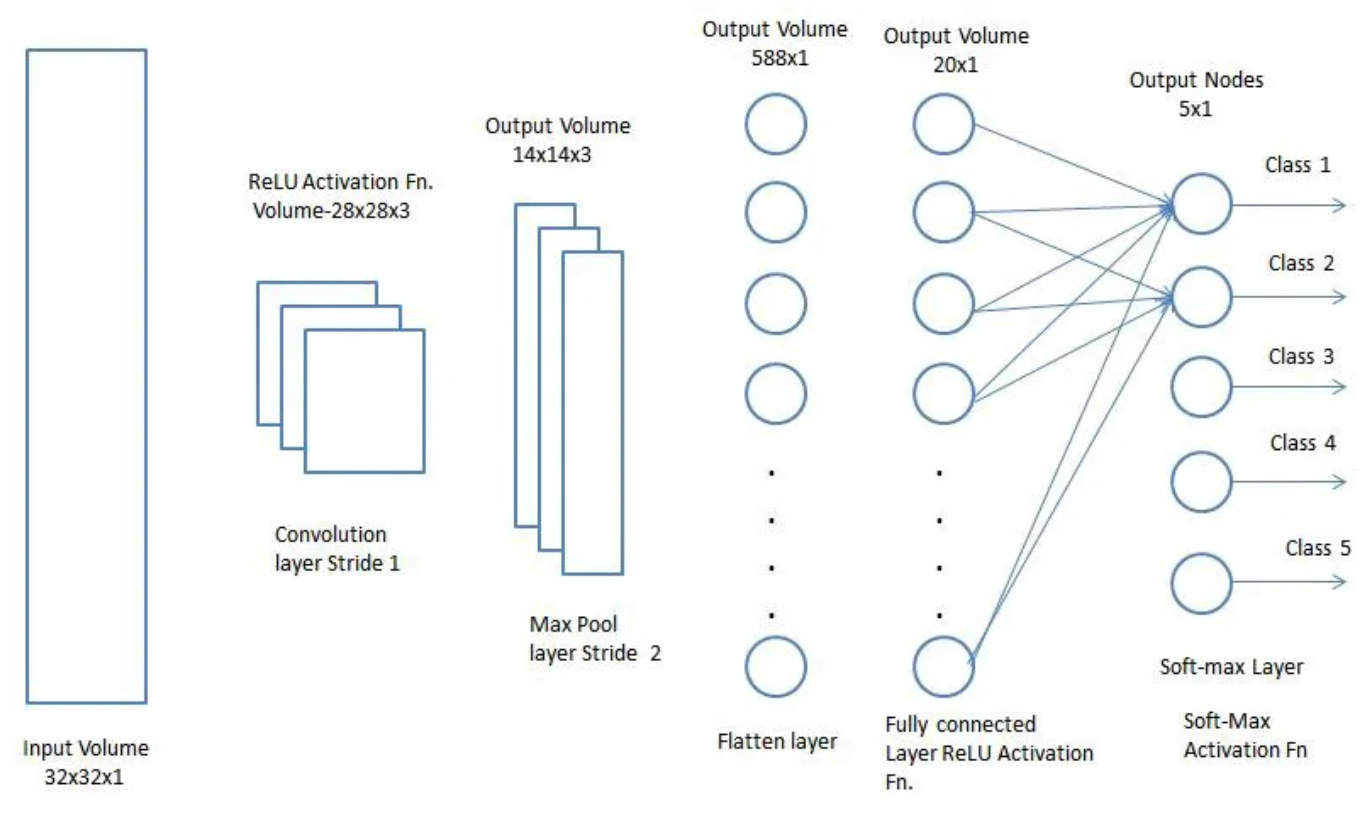 Input Volume
32x32x1
ReLU Activation Fn.
Volume-28x28x3
Convolution
layer Stride 1
Output Volume
14x14x3
Max Pool
layer Stride 2
Output Volume
588x1
Flatten layer
Output Volume
20x1
Fully connected
Layer ReLU Activation
Fn.
Output Nodes
5x1
Class 1
Class 2
Class 3
Class 4
Class 5
Soft-max Layer
Soft-Max
Activation Fn